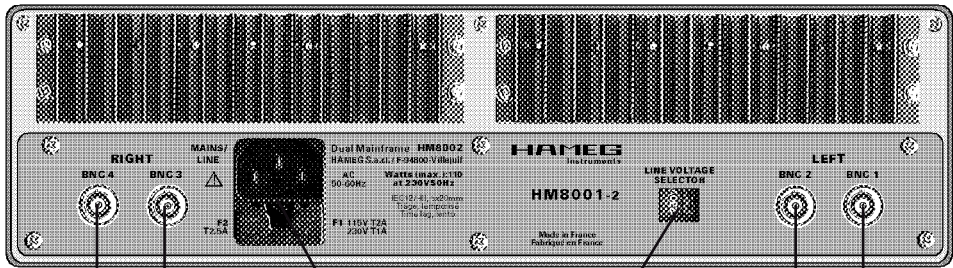 RIGHT
BNC 4
BNC 3
MAINS/
LINE
F2
T2.5A
Dual Mainframe HM8002
HAMEG S.a.r.l. / F-94800-Villejuif
AC
50-60Hz
Watts (max.):110
at 230V 50Hz
F1 115V T2A
230V T1A
HAMEG
Instruments
HM8001-2
Made in France
Fabriqué en France
LINE VOLTAGE
SELECTOR
LEFT
BNC 2
BNC 1